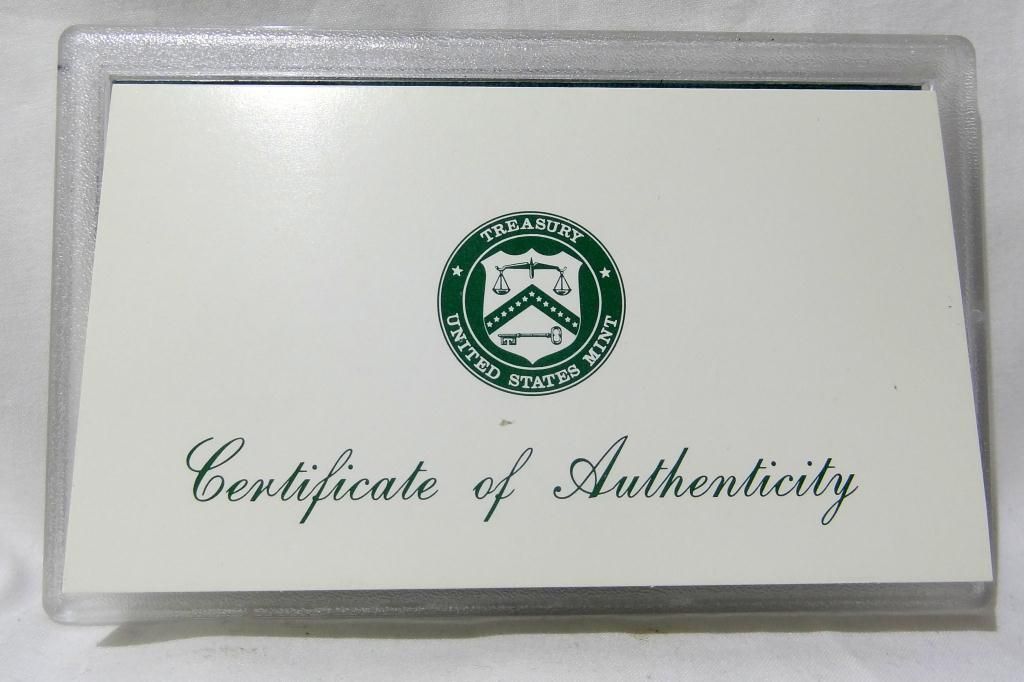 TREASURY
UNITED STATES MINT
Certificate of Authenticity